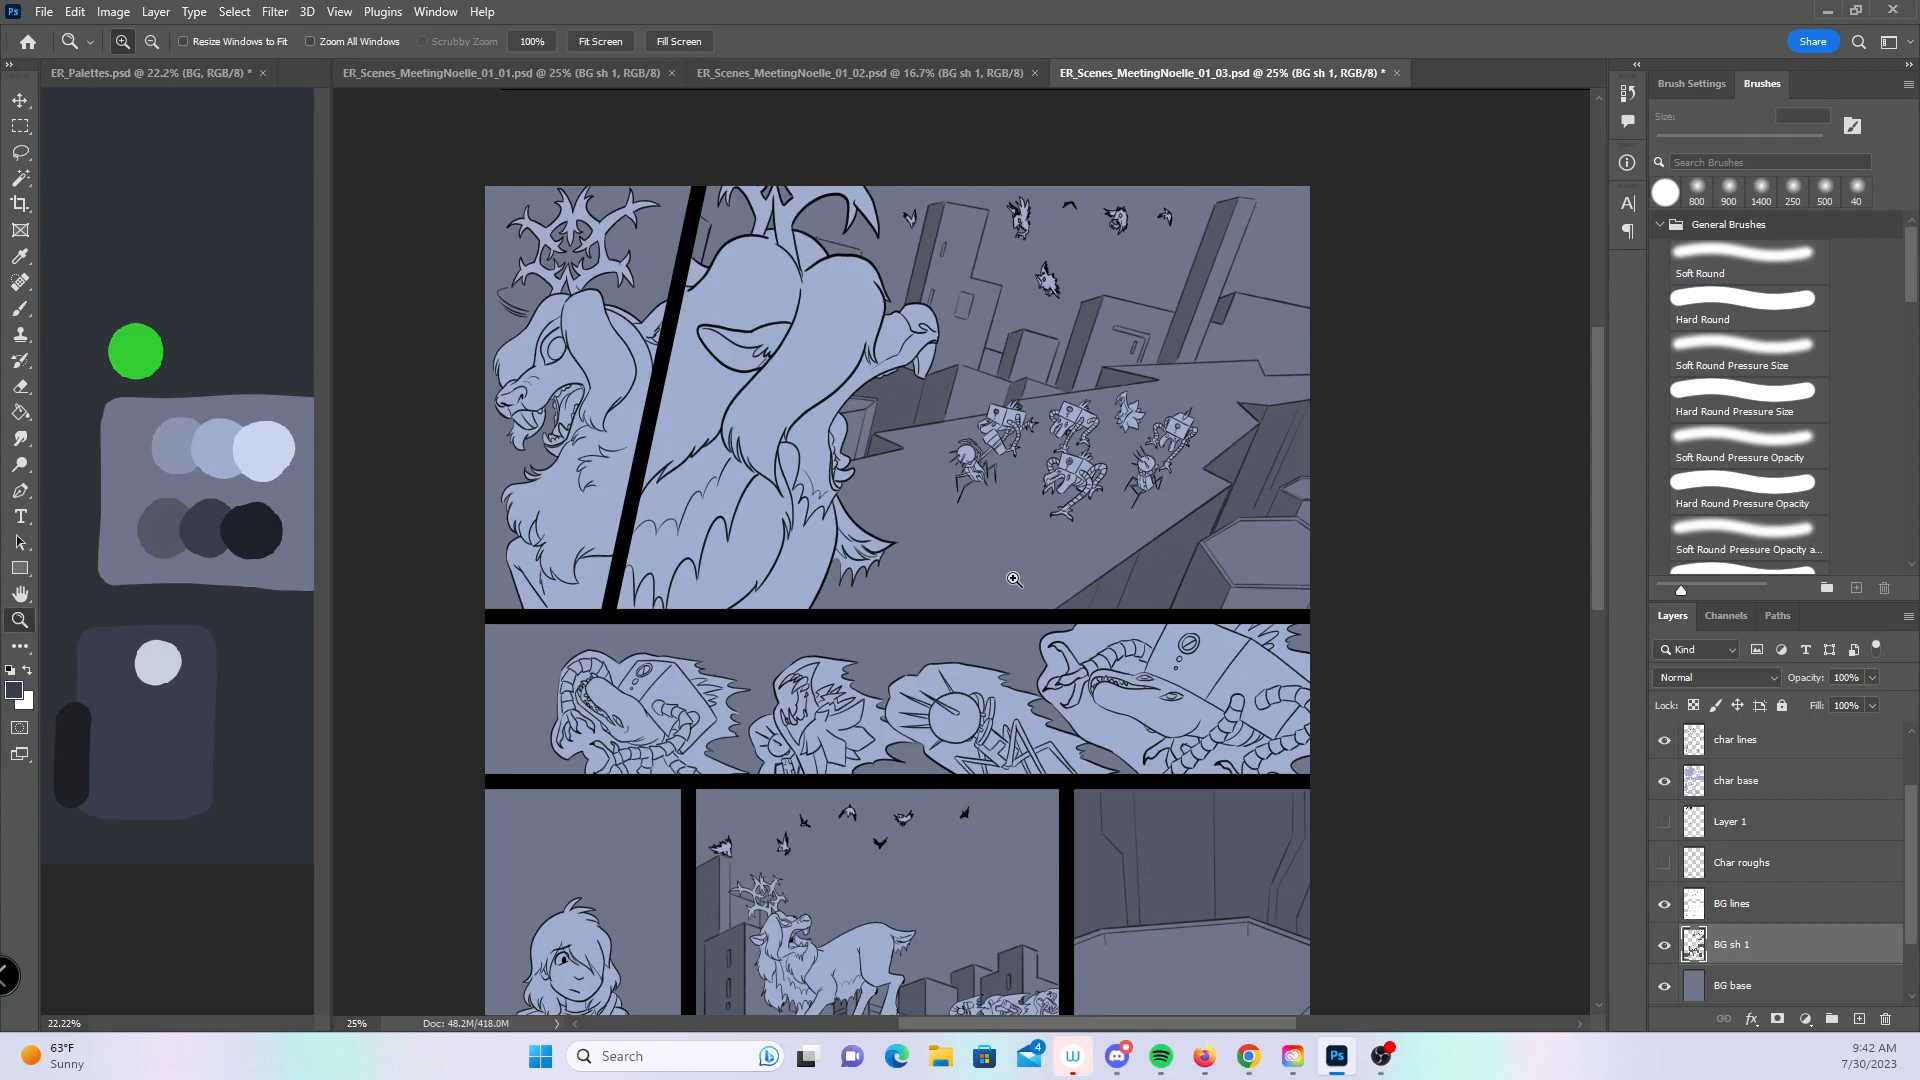 Ps File Edit Image Layer Type Select Filter 3D View Plugins Window Help
Resize Windows to Fit Zoom All Windows Scrubby Zoom 100% Fit Screen Fill Screen Share
ER_Palettes.psd @ 22.2% (BG, RGB/8) * ER_Scenes_MeetingNoelle_01_01.psd @ 25% (BG sh 1, RGB/8) ER_Scenes_MeetingNoelle_01_02.psd @ 16.7% (BG sh 1, RGB/8) ER_Scenes_MeetingNoelle_01_03.psd @ 25% (BG sh 1, RGB/8) *
Brush Settings Brushes
Size:
Search Brushes
800 900 1400 250 500 40
General Brushes
Soft Round
Hard Round
Soft Round Pressure Size
Hard Round Pressure Size
Soft Round Pressure Opacity
Hard Round Pressure Opacity
Soft Round Pressure Opacity a...
Layers Channels Paths
Kind
Normal Opacity: 100%
Lock: Fill: 100%
char lines
char base
Layer 1
Char roughs
BG lines
BG sh 1
BG base
22.22% 25% Doc: 48.2M/418.0M
63°F
Sunny
Search
4
Ps
9:42 AM
7/30/2023